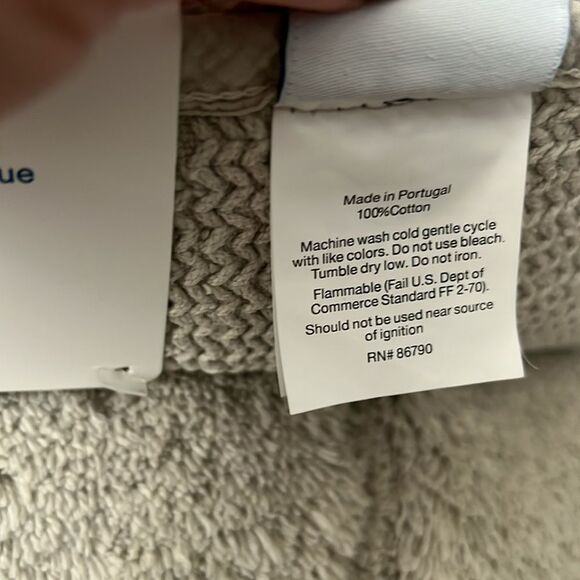 ue
Made in Portugal
100%Cotton
Machine wash cold gentle cycle
with like colors. Do not use bleach.
Tumble dry low. Do not iron.
Flammable (Fail U.S. Dept of
Commerce Standard FF 2-70).
Should not be used near source
of ignition
RN# 86790